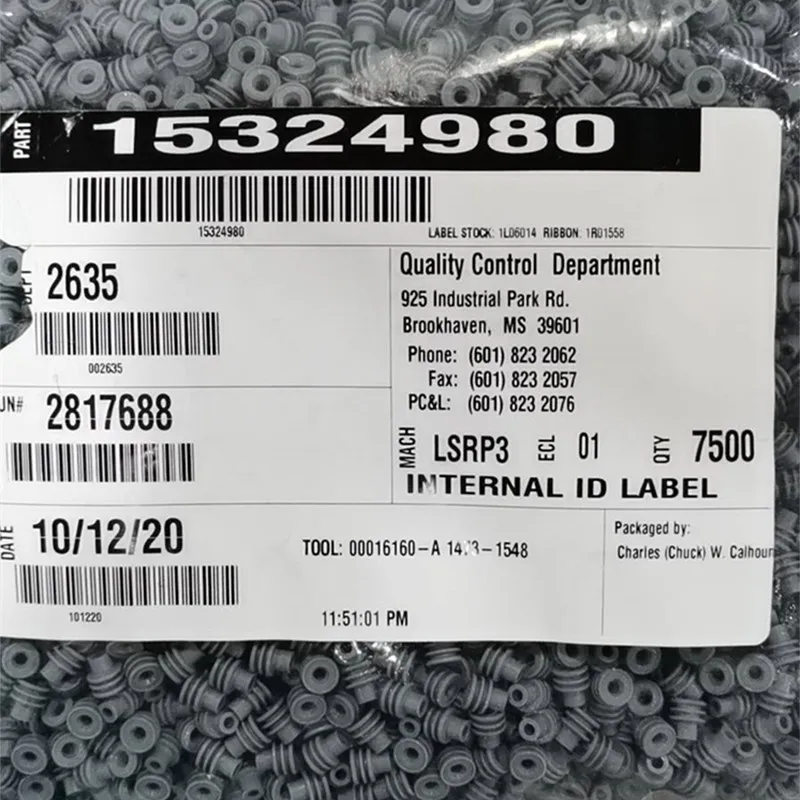 PART
15324980
15324980
LABEL STOCK: 1L06014 RIBBON: 1R01558
2635
002635
2817688
Quality Control Department
925 Industrial Park Rd.
Brookhaven, MS 39601
Phone: (601) 823 2062
Fax: (601) 823 2057
PC&L: (601) 823 2076
MACH LSRP3 ECL 01 QTY 7500
INTERNAL ID LABEL
DATE 10/12/20
101220
TOOL: 00016160-A
11:51:01 PM
Packaged by:
Charles (Chuck) W.